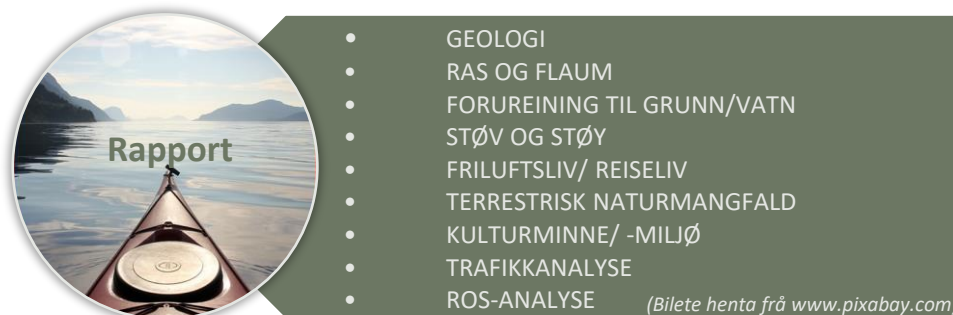 Rapport
• GEOLOGI
• RAS OG FLAUM
• FORUREINING TIL GRUNN/VATN
• STØV OG STØY
• FRILUFTSLIV/ REISELIV
• TERRESTRISK NATURMANGFALD
• KULTURMINNE/ -MILJØ
• TRAFIKKANALYSE
• ROS-ANALYSE
(Bilete henta frå www.pixabay.com